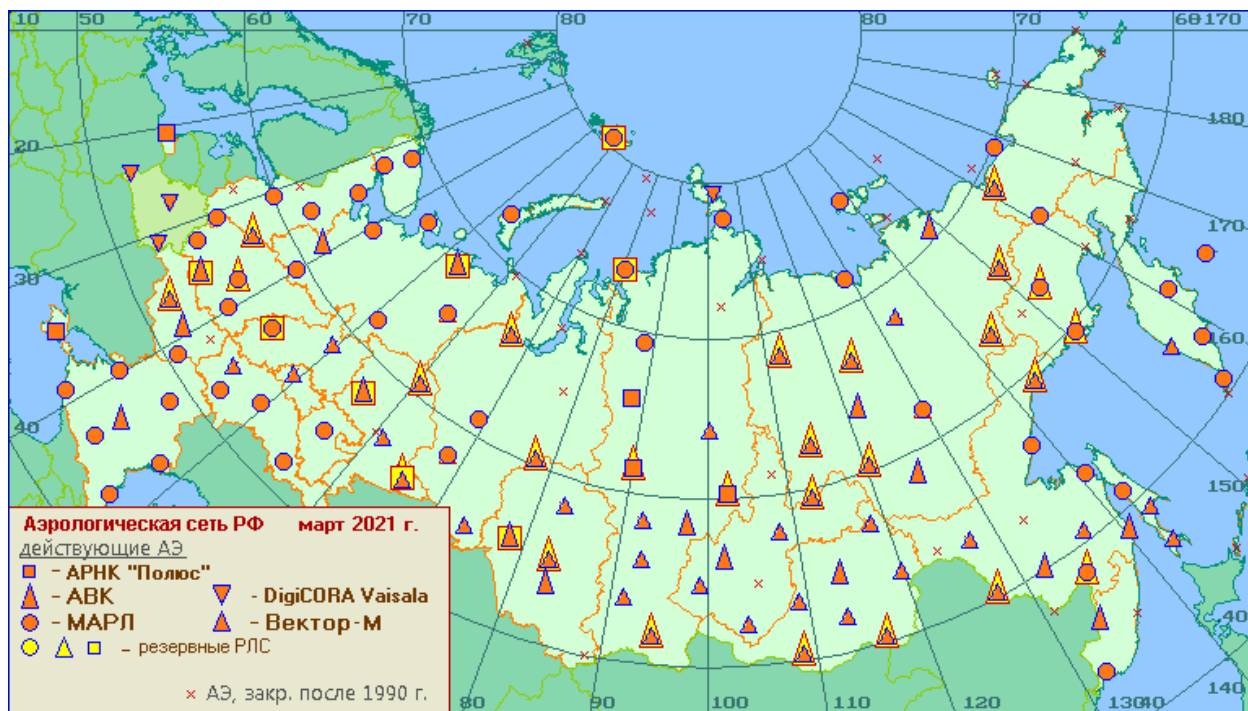 10 50 60 70 80 80 70 60 170
20
180
30
170
160
40
150
Аэрологическая сеть РФ март 2021 г.
действующие АЭ
- АРНК "Полюс"
- АВК - DigiCORA Vaisala
- МАРЛ - Вектор-М
- резервные РЛС
× АЭ, закр. после 1990 г.
40
140
80 90 100 110 120 130 40